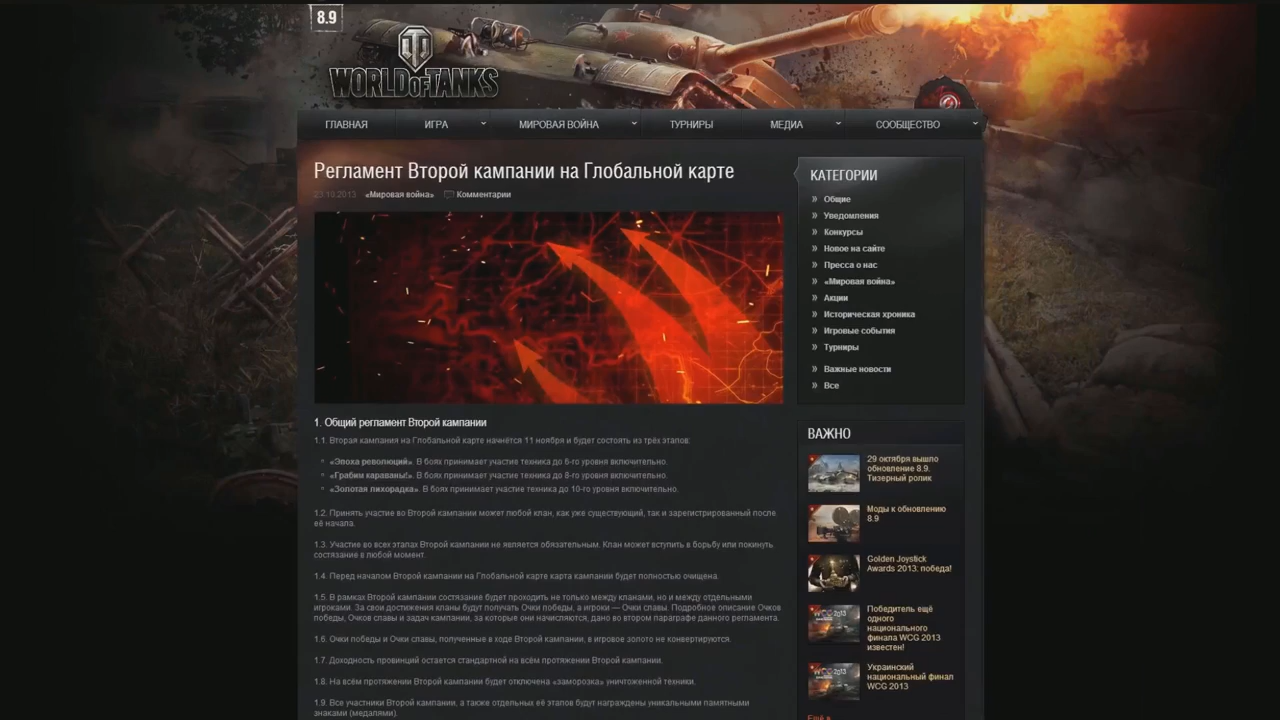 8.9
WORLD OF TANKS
ГЛАВНАЯ
ИГРА
МИРОВАЯ ВОЙНА
ТУРНИРЫ
МЕДИА
СООБЩЕСТВО
Регламент Второй кампании на Глобальной карте
23.10.2013 «Мировая война» Комментарии
1. Общий регламент Второй кампании
1.1. Вторая кампания на Глобальной карте начнётся 11 ноября и будет состоять из трёх этапов:
«Эпоха революций». В боях принимает участие техника до 6-го уровня включительно.
«Грабим караваны!». В боях принимает участие техника до 8-го уровня включительно.
«Золотая лихорадка». В боях принимает участие техника до 10-го уровня включительно.
1.2. Принять участие во Второй кампании может любой клан, как уже существующий, так и зарегистрированный после
её начала.
1.3. Участие во всех этапах Второй кампании не является обязательным. Клан может вступить в борьбу или покинуть
состязание в любой момент.
1.4. Перед началом Второй кампании на Глобальной карте карта кампании будет полностью очищена.
1.5. В рамках Второй кампании состязание будет проходить не только между кланами, но и между отдельными
игроками. За свои достижения кланы будут получать Очки победы, а игроки — Очки славы. Подробное описание Очков
победы, Очков славы и задач кампании, за которые они начисляются, дано во втором параграфе данного регламента.
1.6. Очки победы и Очки славы, полученные в ходе Второй кампании, в игровое золото не конвертируются.
1.7. Доходность провинций остается стандартной на всём протяжении Второй кампании.
1.8. На всём протяжении Второй кампании будет отключена «заморозка» уничтоженной техники.
1.9. Все участники Второй кампании, а также отдельных её этапов будут награждены уникальными памятными
знаками (медалями).
КАТЕГОРИИ
Общие
Уведомления
Конкурсы
Новое на сайте
Пресса о нас
«Мировая война»
Акции
Историческая хроника
Игровые события
Турниры
Важные новости
Все
ВАЖНО
29 октября вышло
обновление 8.9.
Тизерный ролик
Моды к обновлению
8.9
Golden Joystick
Awards 2013: победа!
Победитель ещё
одного
национального
финала WCG 2013
известен!
Украинский
национальный финал
WCG 2013
Ещё »